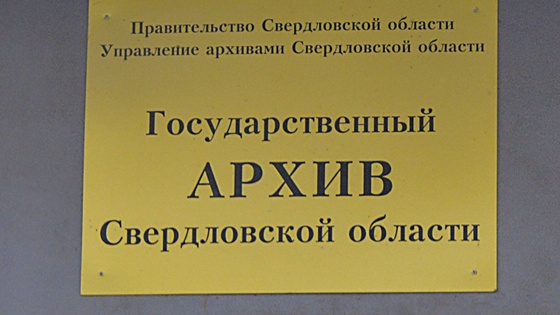 Правительство Свердловской области
Управление архивами Свердловской области
Государственный
АРХИВ
Свердловской области